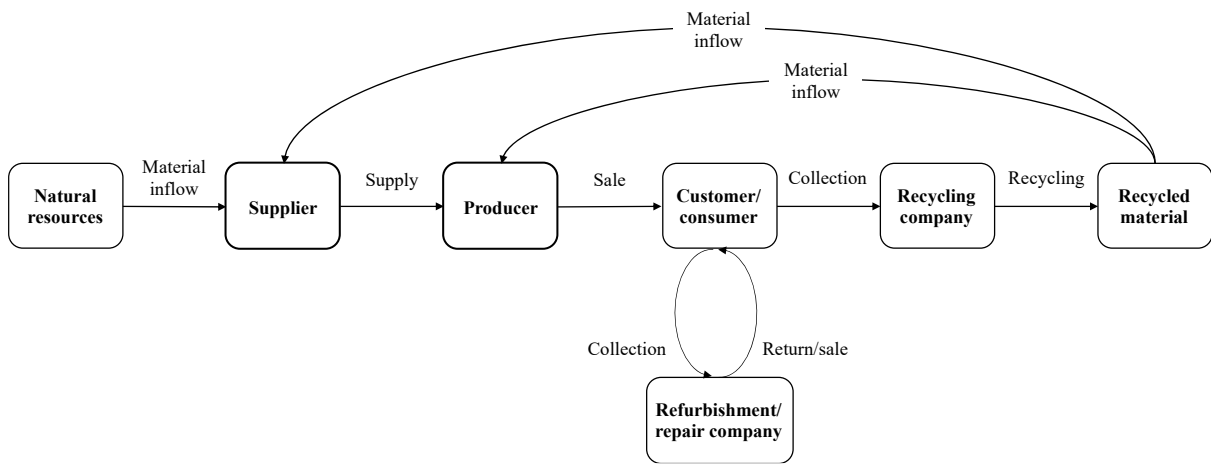 Material
inflow
Material
inflow
Natural
resources
Material
inflow
Supplier
Supply
Producer
Sale
Customer/
consumer
Collection
Recycling
company
Recycling
Recycled
material
Collection
Return/sale
Refurbishment/
repair company